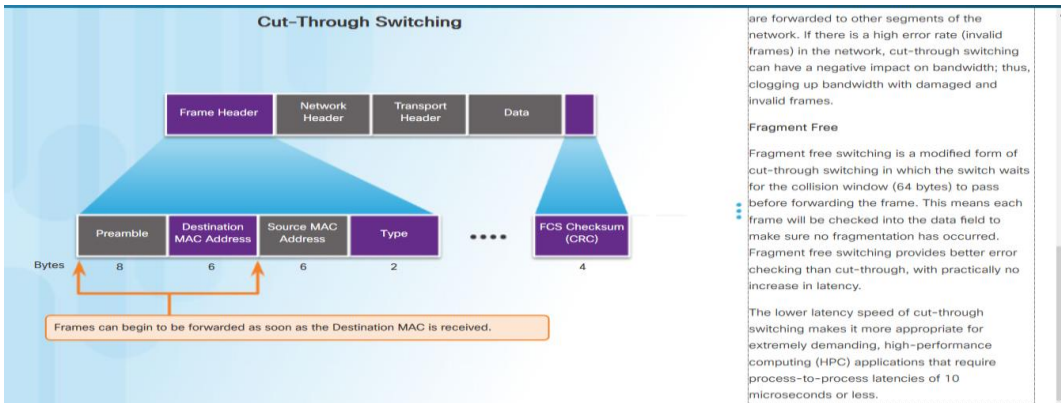 Cut-Through Switching
Frame Header
Network
Header
Transport
Header
Data
Preamble
Destination
MAC Address
Source MAC
Address
Type
••••
FCS Checksum
(CRC)
Bytes 8 6 6 2 4
Frames can begin to be forwarded as soon as the Destination MAC is received.
are forwarded to other segments of the
network. If there is a high error rate (invalid
frames) in the network, cut-through switching
can have a negative impact on bandwidth; thus,
clogging up bandwidth with damaged and
invalid frames.
Fragment Free
Fragment free switching is a modified form of
cut-through switching in which the switch waits
for the collision window (64 bytes) to pass
before forwarding the frame. This means each
frame will be checked into the data field to
make sure no fragmentation has occurred.
Fragment free switching provides better error
checking than cut-through, with practically no
increase in latency.
The lower latency speed of cut-through
switching makes it more appropriate for
extremely demanding, high-performance
computing (HPC) applications that require
process-to-process latencies of 10
microseconds or less.